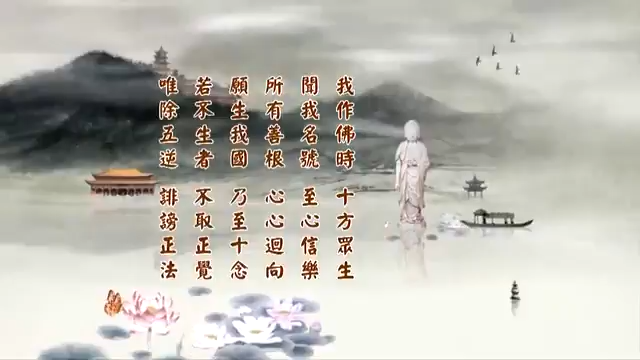 我作佛時 十方眾生
聞我名號 至心信樂
所有善根 心心迴向
願生我國 乃至十念
若不生者 不取正覺
唯除五逆 誹謗正法